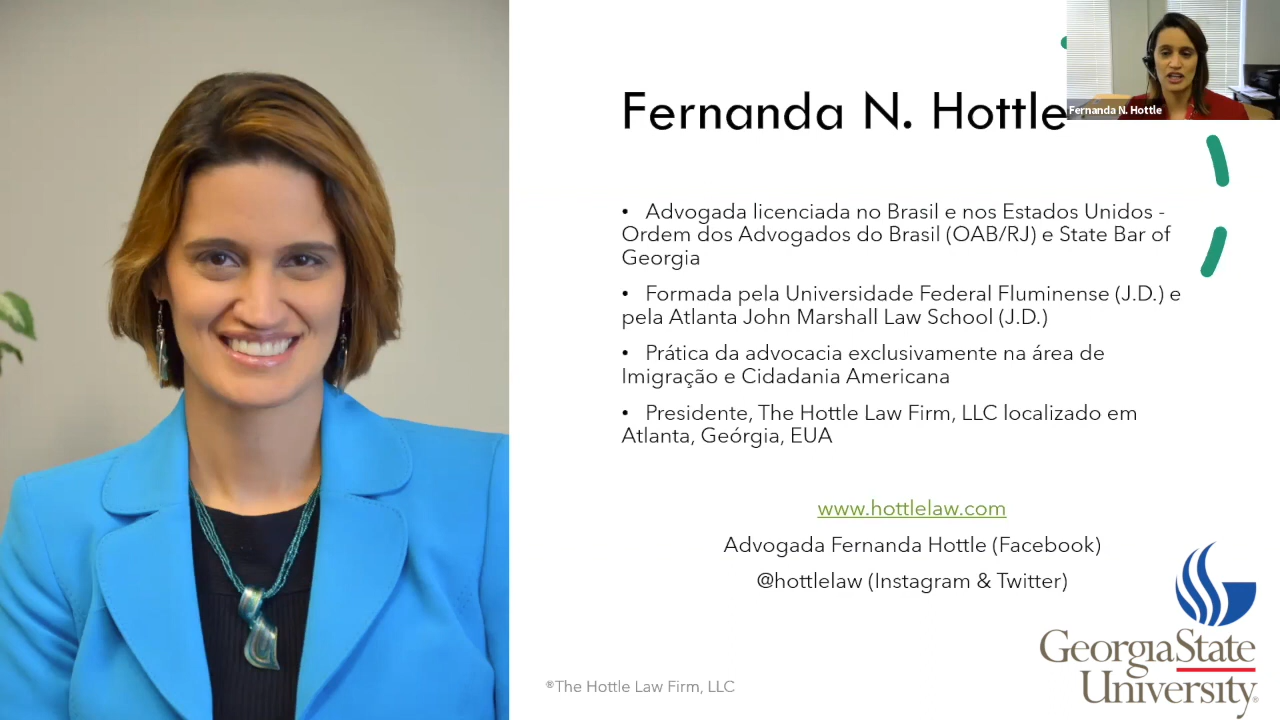 Fernanda N. Hottle
Fernanda N. Hottle
• Advogada licenciada no Brasil e nos Estados Unidos -
Ordem dos Advogados do Brasil (OAB/RJ) e State Bar of
Georgia
• Formada pela Universidade Federal Fluminense (J.D.) e
pela Atlanta John Marshall Law School (J.D.)
• Prática da advocacia exclusivamente na área de
Imigração e Cidadania Americana
• Presidente, The Hottle Law Firm, LLC localizado em
Atlanta, Geórgia, EUA
www.hottlelaw.com
Advogada Fernanda Hottle (Facebook)
@hottlelaw (Instagram & Twitter)
GeorgiaState
University®
®The Hottle Law Firm, LLC